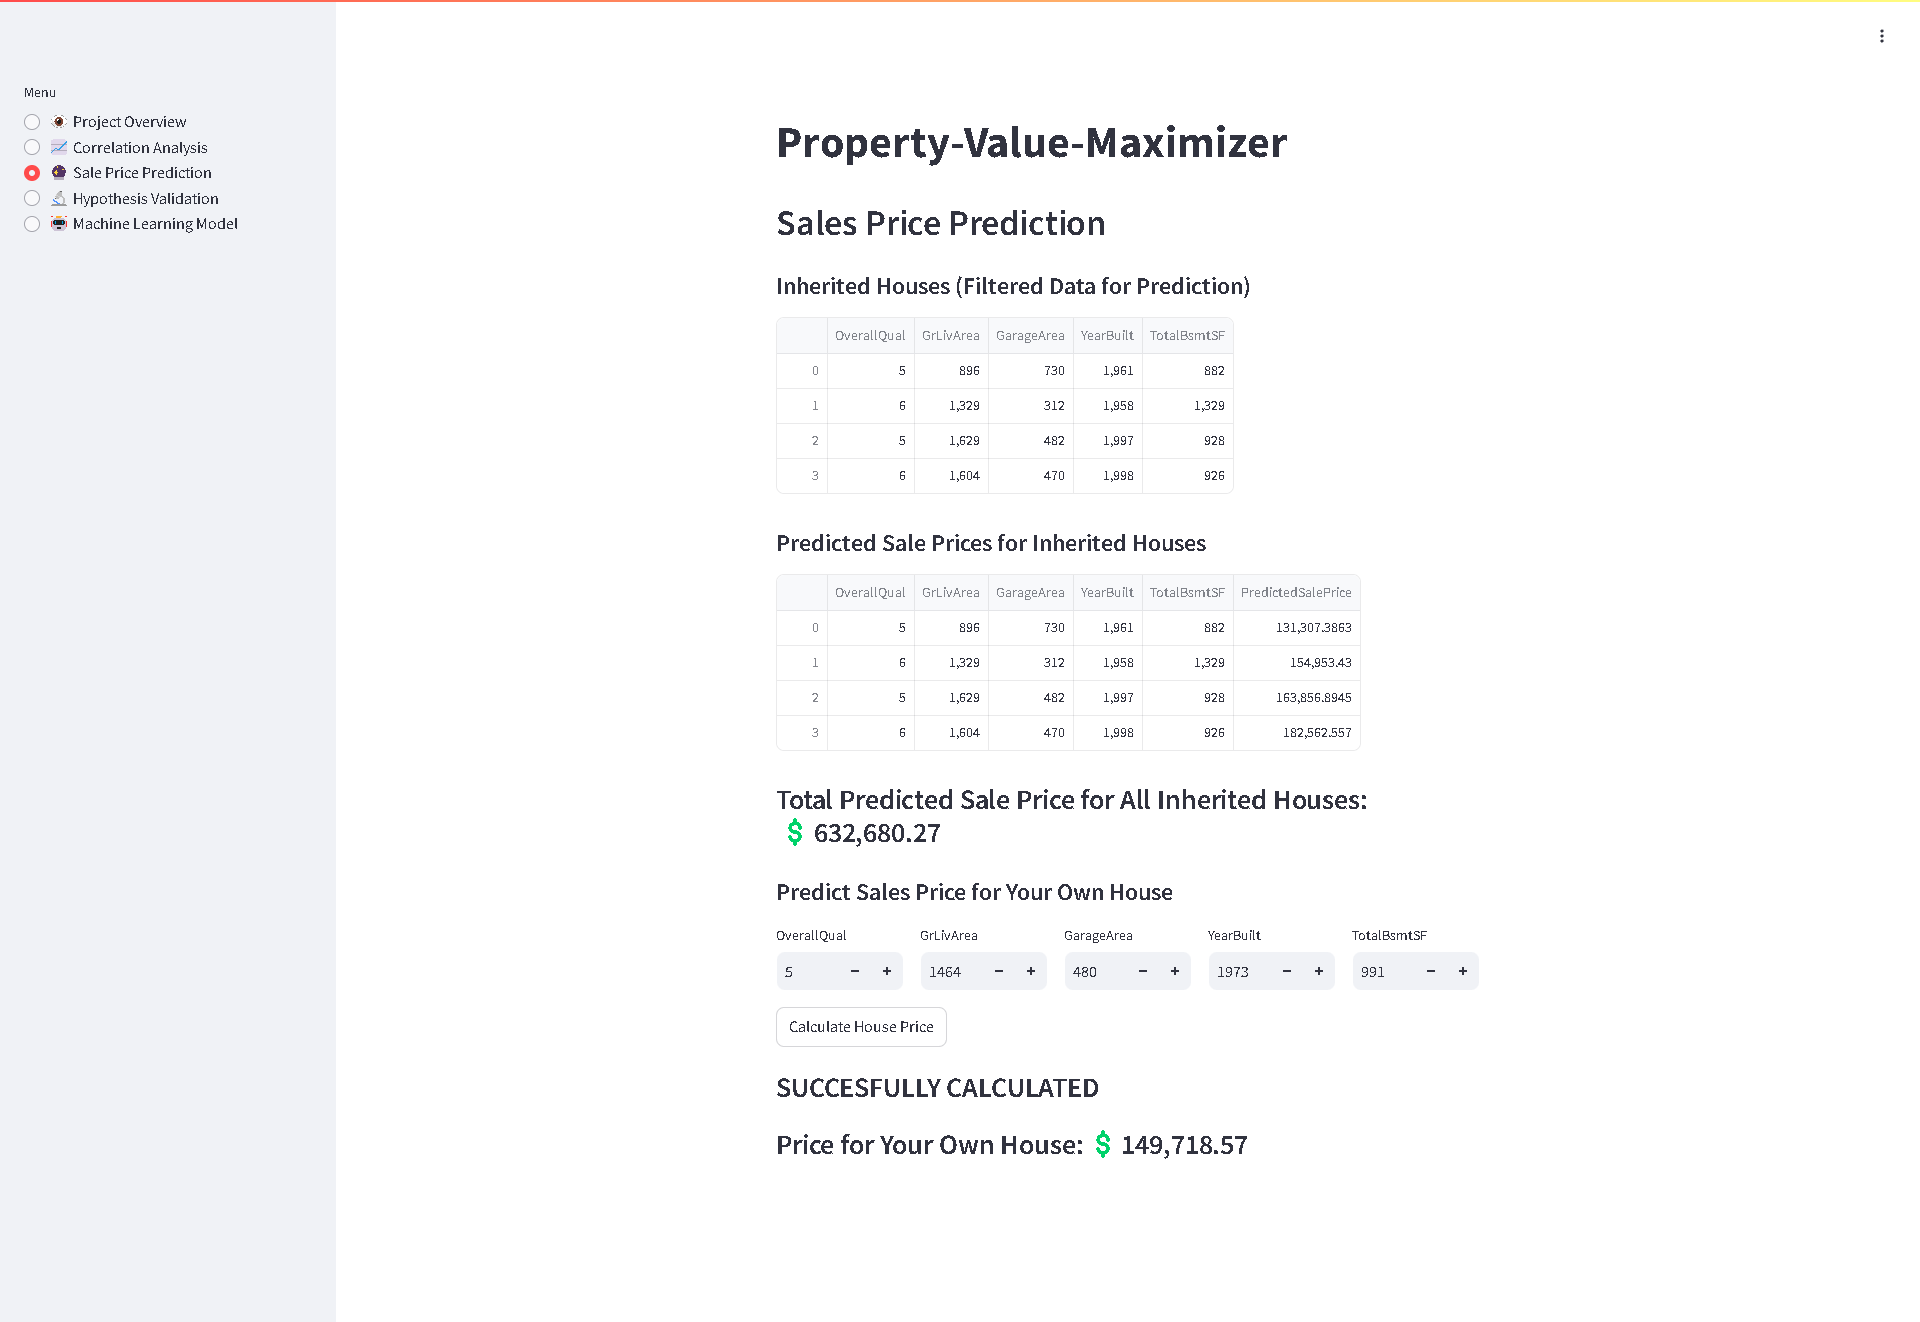 Menu
Project Overview
Correlation Analysis
Sale Price Prediction
Hypothesis Validation
Machine Learning Model
Property-Value-Maximizer
Sales Price Prediction
Inherited Houses (Filtered Data for Prediction)
OverallQual GrLivArea GarageArea YearBuilt TotalBsmtSF
0 5 896 730 1,961 882
1 6 1,329 312 1,958 1,329
2 5 1,629 482 1,997 928
3 6 1,604 470 1,998 926
Predicted Sale Prices for Inherited Houses
OverallQual GrLivArea GarageArea YearBuilt TotalBsmtSF PredictedSalePrice
0 5 896 730 1,961 882 131,307.3863
1 6 1,329 312 1,958 1,329 154,953.43
2 5 1,629 482 1,997 928 163,856.8945
3 6 1,604 470 1,998 926 182,562.557
Total Predicted Sale Price for All Inherited Houses:
$ 632,680.27
Predict Sales Price for Your Own House
OverallQual GrLivArea GarageArea YearBuilt TotalBsmtSF
5 − + 1464 − + 480 − + 1973 − + 991 − +
Calculate House Price
SUCCESFULLY CALCULATED
Price for Your Own House: $ 149,718.57